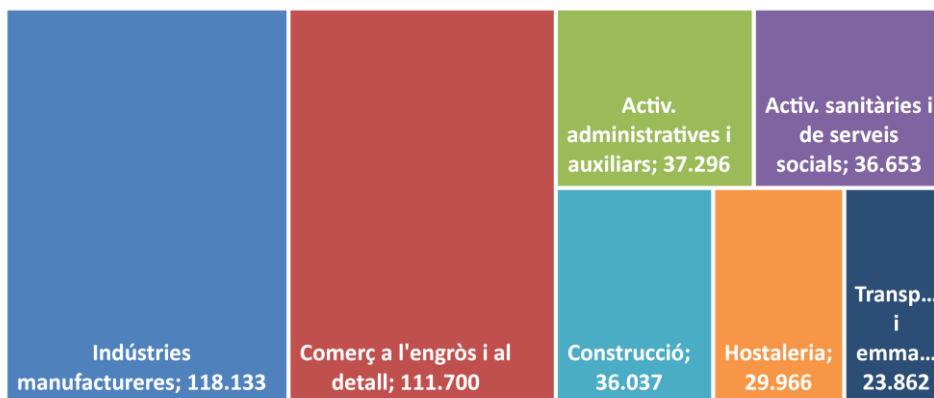 Indústries
manufactureres; 118.133
Comerç a l'engròs i al
detall; 111.700
Activ.
administratives i
auxiliars; 37.296
Activ. sanitàries i
de serveis
socials; 36.653
Construcció;
36.037
Hostaleria;
29.966
Transp...
i
emma...
23.862